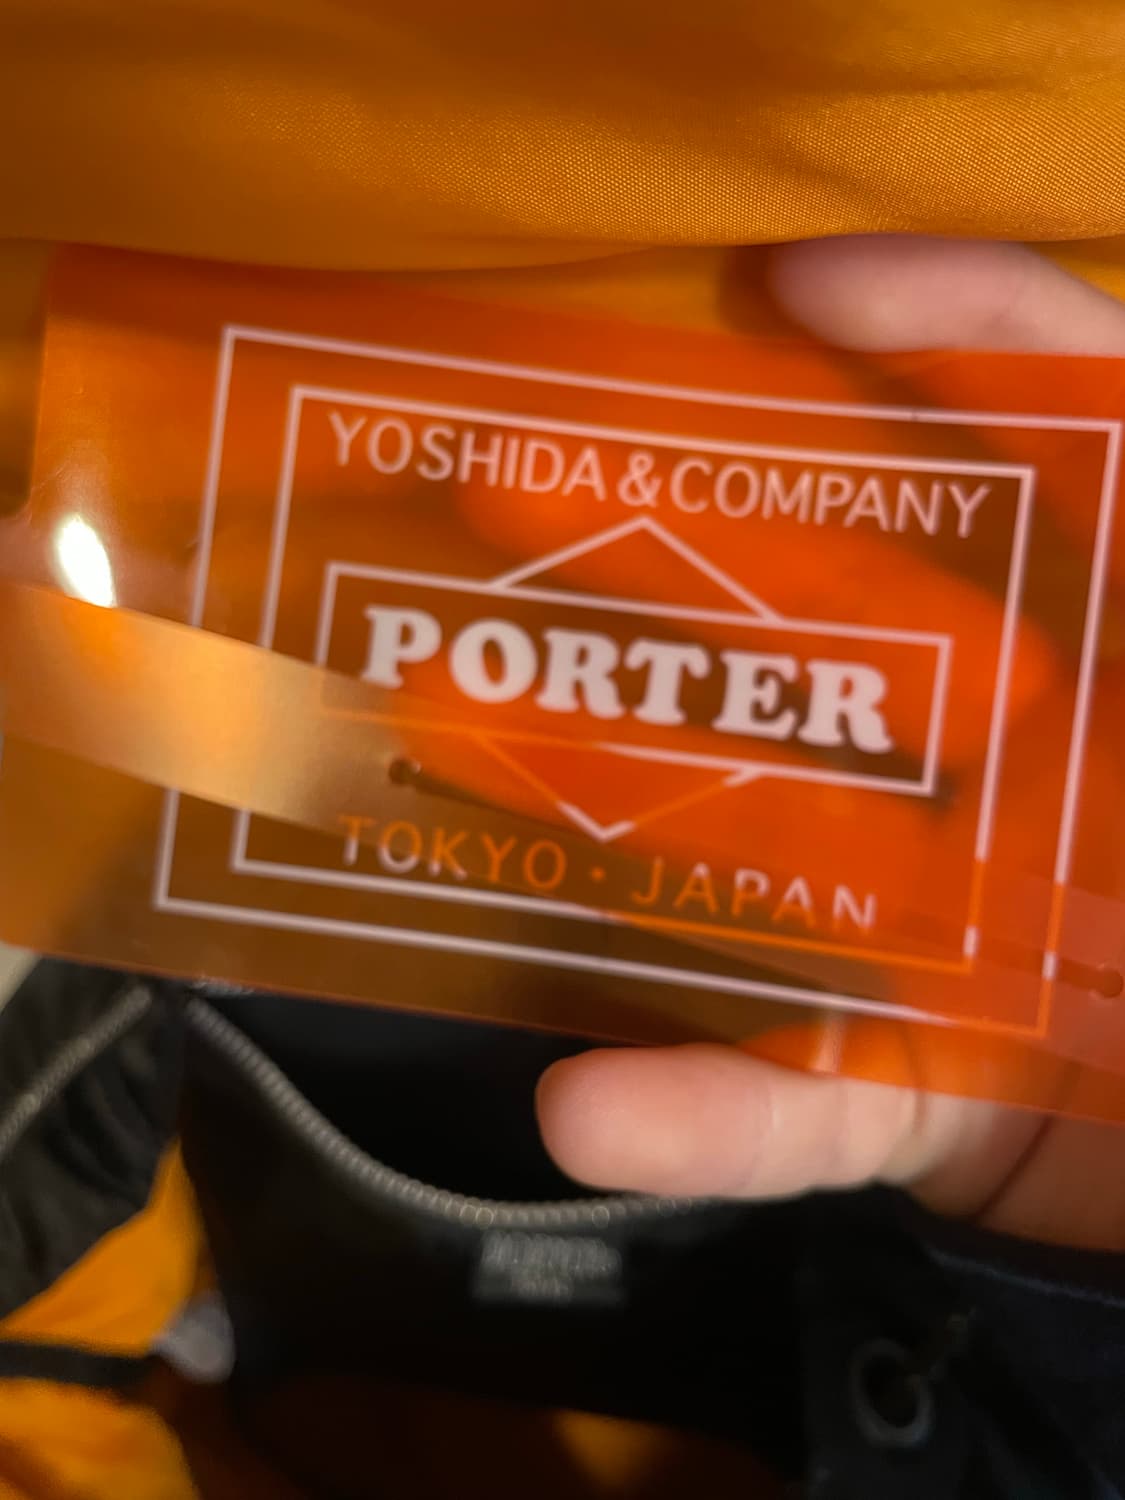 YOSHIDA & COMPANY
PORTER
TOKYO · JAPAN